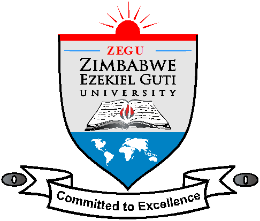 ZEGU
ZIMBABWE
EZEKIEL GUTI
UNIVERSITY
Committed to Excellence